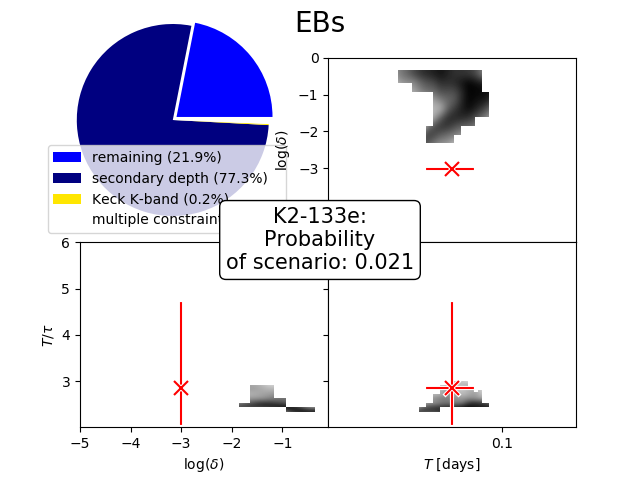 EBs
remaining (21.9%)
secondary depth (77.3%)
Keck K-band (0.2%)
multiple constraint
K2-133e:
Probability
of scenario: 0.021
0
−1
−2
−3
log(δ)
6
5
4
3
T/τ
−5 −4 −3 −2 −1
log(δ)
0.1
T [days]